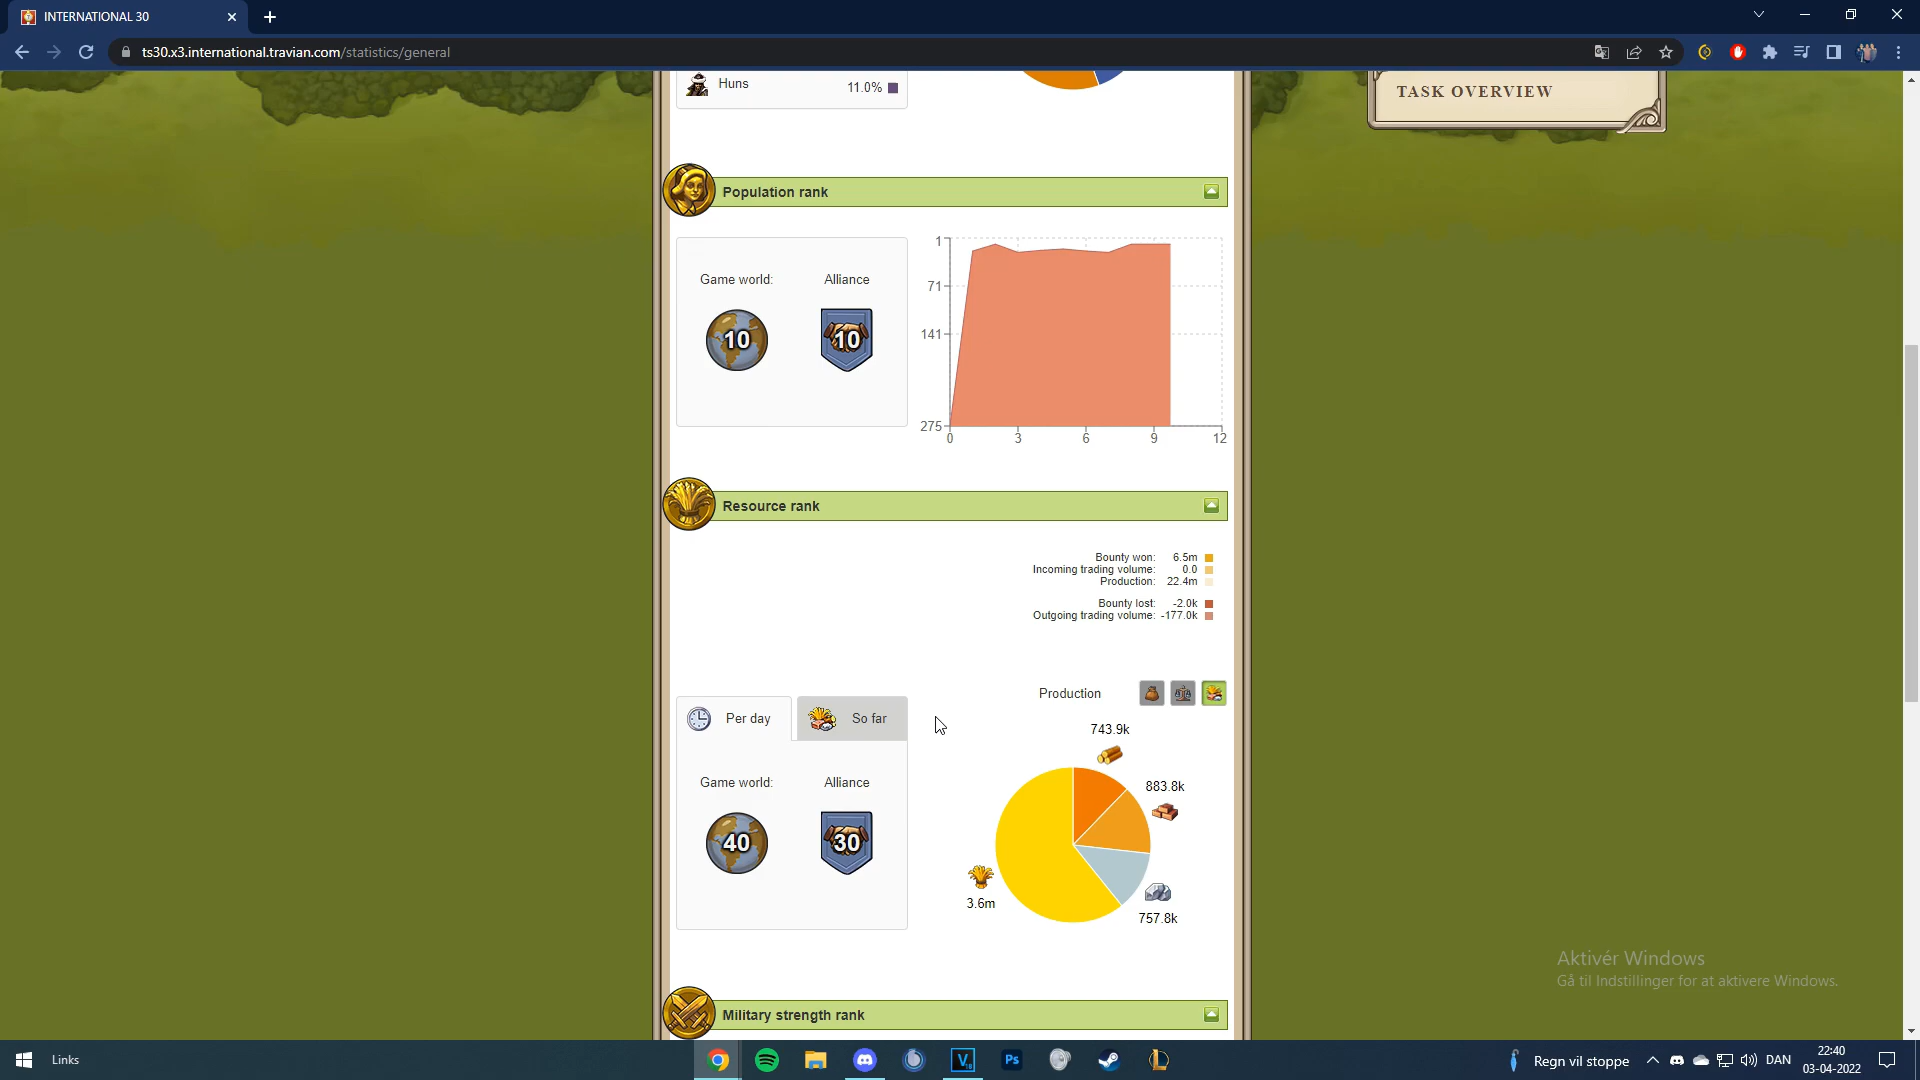 INTERNATIONAL 30
ts30.x3.international.travian.com/statistics/general
Huns 11.0%
TASK OVERVIEW
Population rank
Game world: Alliance
10 10
1
71
141
275
0 3 6 9 12
Resource rank
Bounty won: 6.5m
Incoming trading volume: 0.0
Production: 22.4m
Bounty lost: -2.0k
Outgoing trading volume: -177.0k
Production
Per day So far
743.9k
883.8k
Game world: Alliance
40 30
3.6m
757.8k
Aktivér Windows
Gå til Indstillinger for at aktivere Windows.
Military strength rank
Links
V
18
Ps
L
Regn vil stoppe
DAN
22:40
03-04-2022